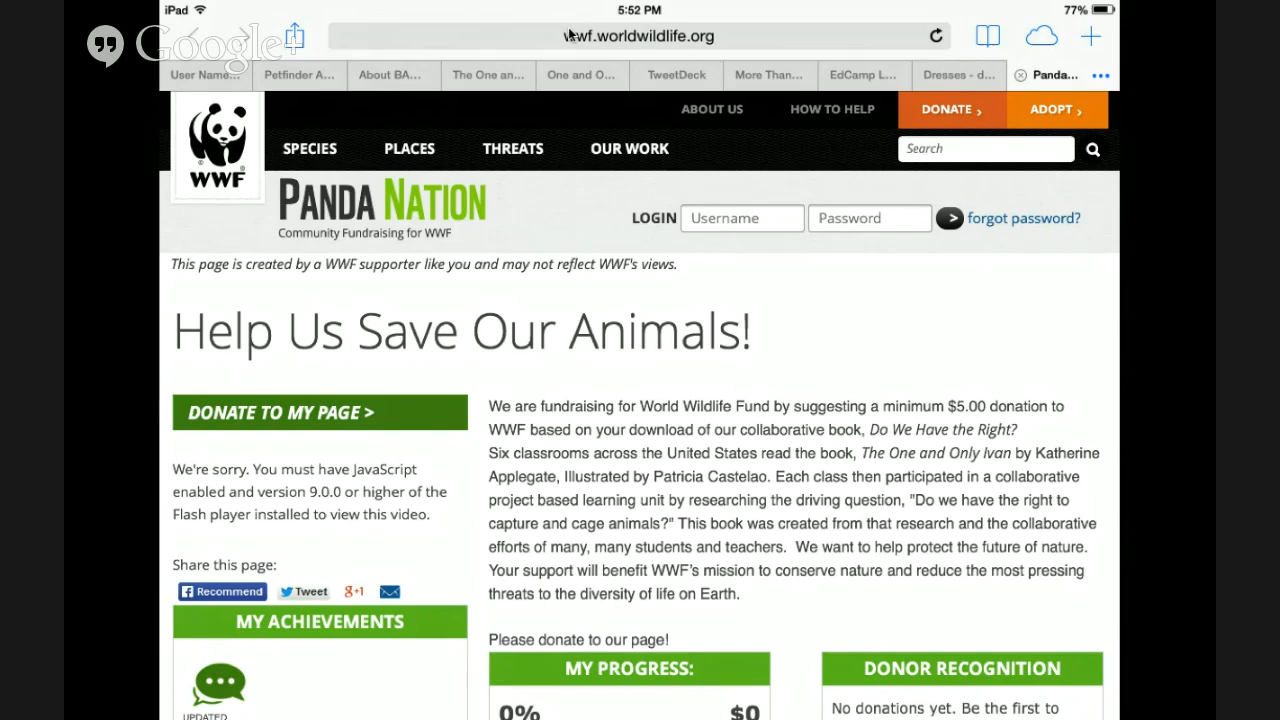 iPad
5:52 PM
77%
Google+
wwf.worldwildlife.org
User Name...
Petfinder A...
About BA...
The One an...
One and O...
TweetDeck
More Than...
EdCamp L...
Dresses - d...
Panda...
ABOUT US
HOW TO HELP
DONATE >
ADOPT >
WWF
SPECIES
PLACES
THREATS
OUR WORK
Search
PANDA NATION
Community Fundraising for WWF
LOGIN
Username
Password
forgot password?
This page is created by a WWF supporter like you and may not reflect WWF's views.
Help Us Save Our Animals!
DONATE TO MY PAGE >
We're sorry. You must have JavaScript
enabled and version 9.0.0 or higher of the
Flash player installed to view this video.
Share this page:
Recommend
Tweet
g+1
MY ACHIEVEMENTS
UPDATED
We are fundraising for World Wildlife Fund by suggesting a minimum $5.00 donation to
WWF based on your download of our collaborative book, Do We Have the Right?
Six classrooms across the United States read the book, The One and Only Ivan by Katherine
Applegate, Illustrated by Patricia Castelao. Each class then participated in a collaborative
project based learning unit by researching the driving question, "Do we have the right to
capture and cage animals?" This book was created from that research and the collaborative
efforts of many, many students and teachers.  We want to help protect the future of nature.
Your support will benefit WWF's mission to conserve nature and reduce the most pressing
threats to the diversity of life on Earth.
Please donate to our page!
MY PROGRESS:
0%
$0
DONOR RECOGNITION
No donations yet. Be the first to